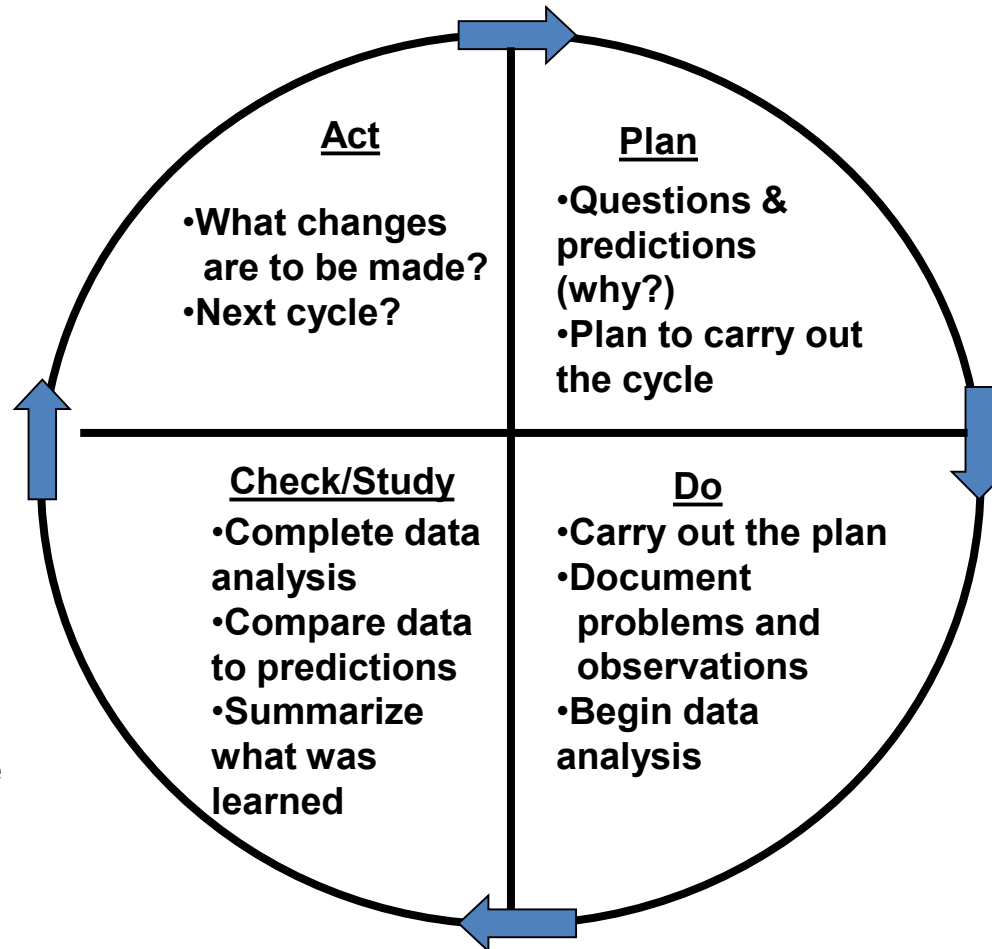 Act
•What changes
are to be made?
•Next cycle?
Plan
•Questions &
predictions
(why?)
•Plan to carry out
the cycle
Check/Study
•Complete data
analysis
•Compare data
to predictions
•Summarize
what was
learned
Do
•Carry out the plan
•Document
problems and
observations
•Begin data
analysis